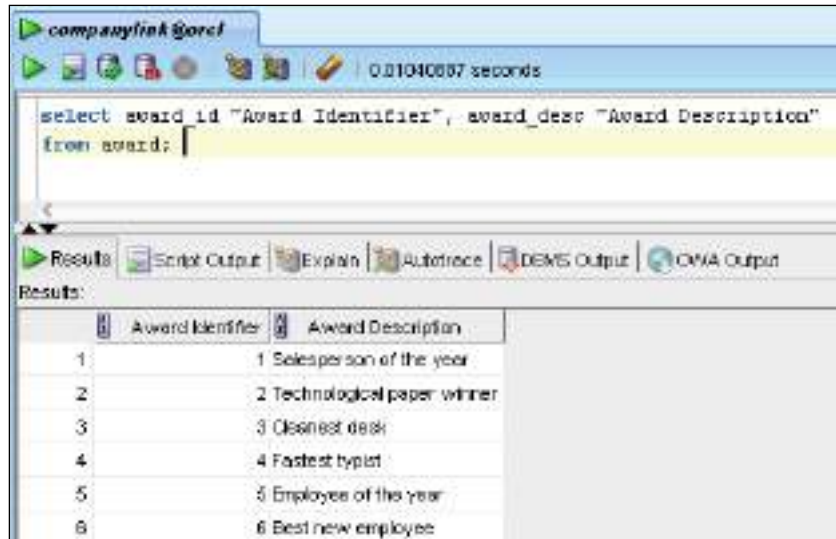 companylink@orcl
0.01040887 seconds
select award_id "Award Identifier", award_desc "Award Description"
from award;
Results Script Output Explain Autotrace DBMS Output OWA Output
Results:
Award Identifier Award Description
1 1 Salesperson of the year
2 2 Technological paper winner
3 3 Cleanest desk
4 4 Fastest typist
5 5 Employee of the year
6 6 Best new employee